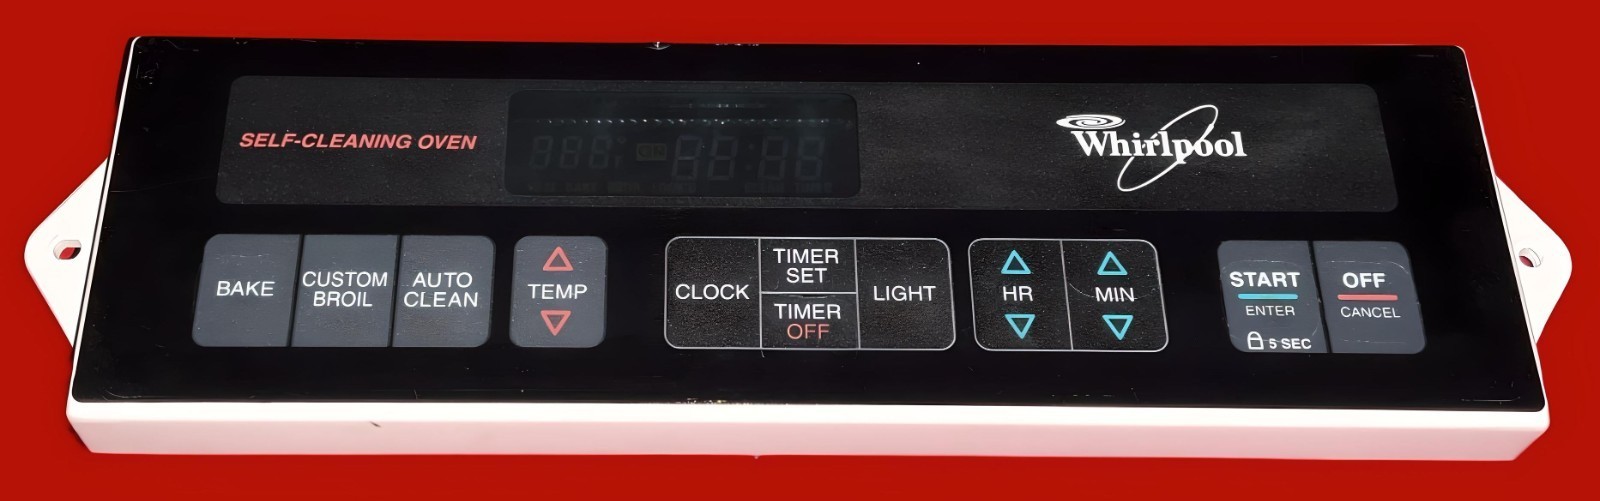 SELF-CLEANING OVEN
Whirlpool
BAKE
CUSTOM
BROIL
AUTO
CLEAN
TEMP
CLOCK
TIMER
SET
TIMER
OFF
LIGHT
HR
MIN
START
ENTER
5 SEC
OFF
CANCEL